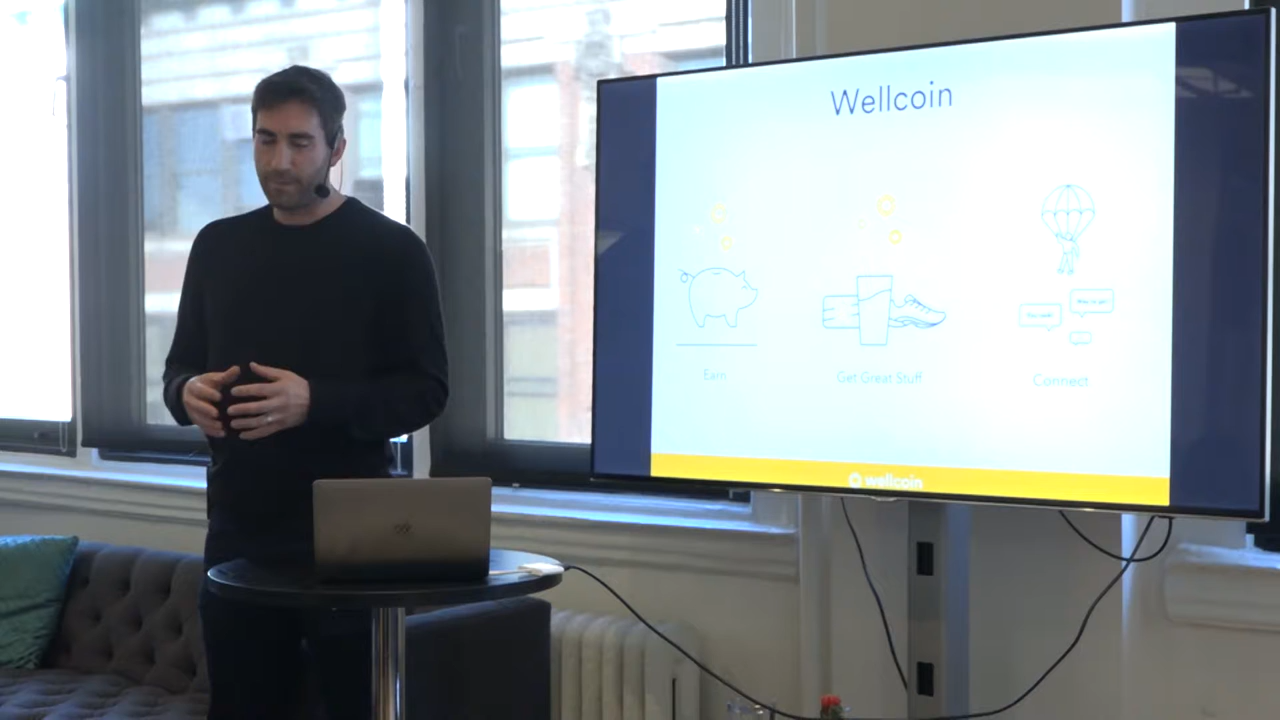 Wellcoin
Earn
Get Great Stuff
Connect
wellcoin